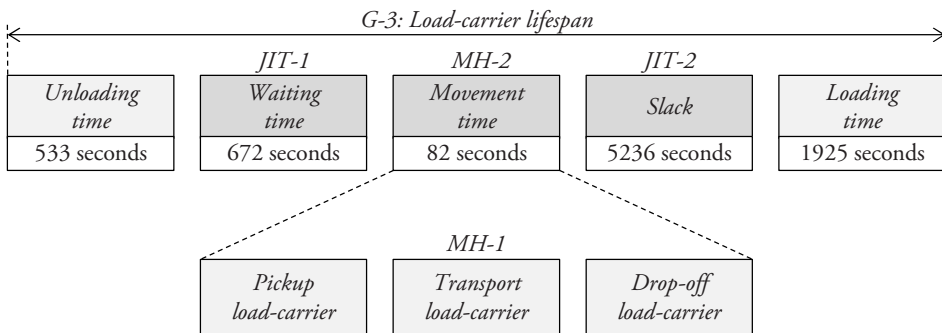 G-3: Load-carrier lifespan
JIT-1 MH-2 JIT-2
Unloading time
Waiting time
Movement time
Slack
Loading time
533 seconds 672 seconds 82 seconds 5236 seconds 1925 seconds
MH-1
Pickup load-carrier
Transport load-carrier
Drop-off load-carrier